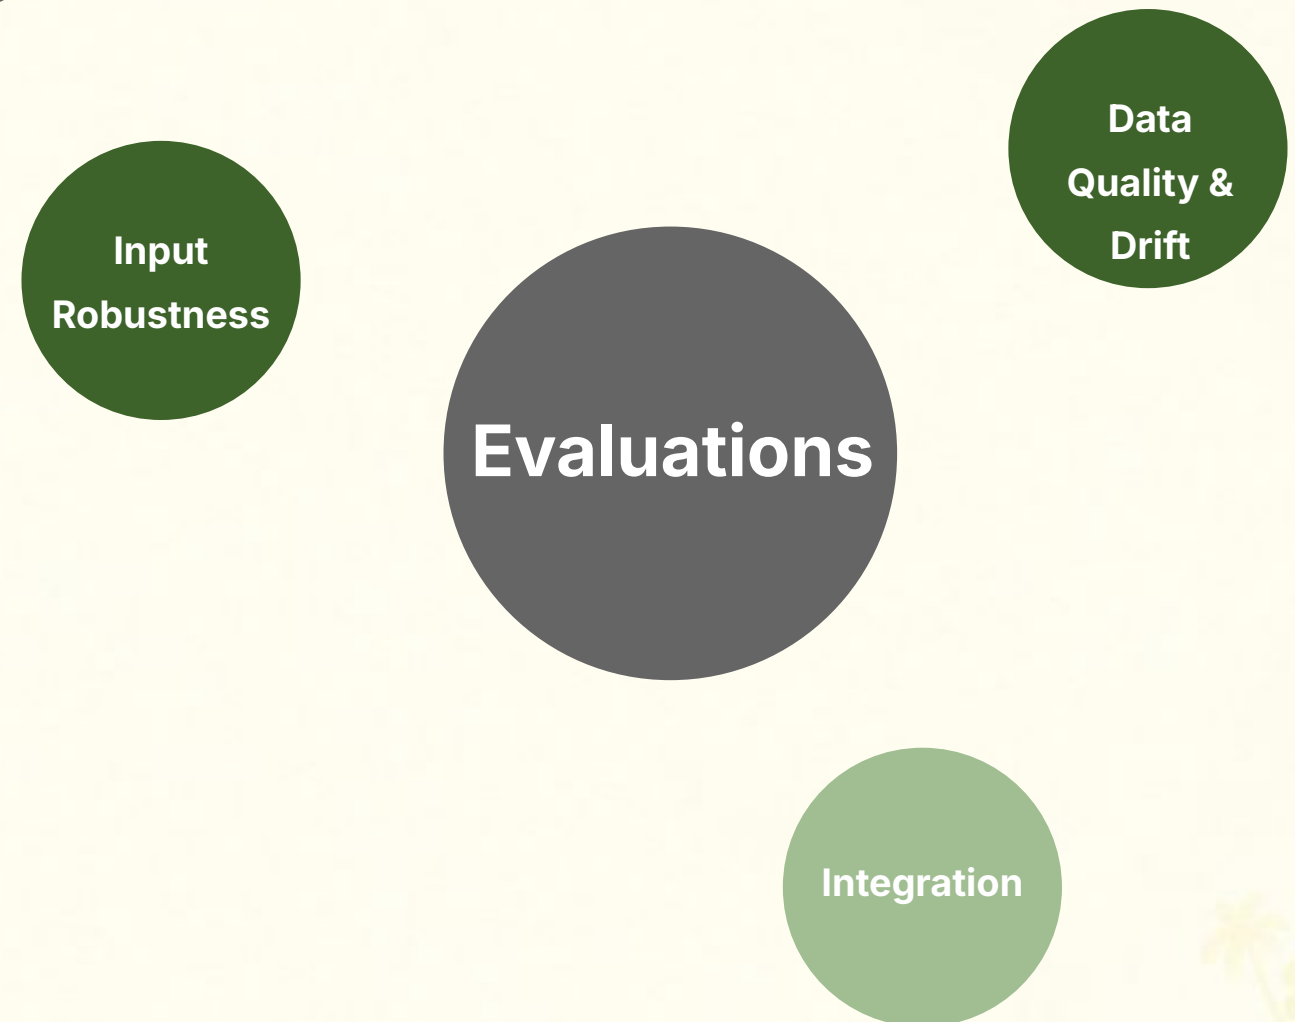 Data
Quality &
Drift
Input
Robustness
Evaluations
Integration